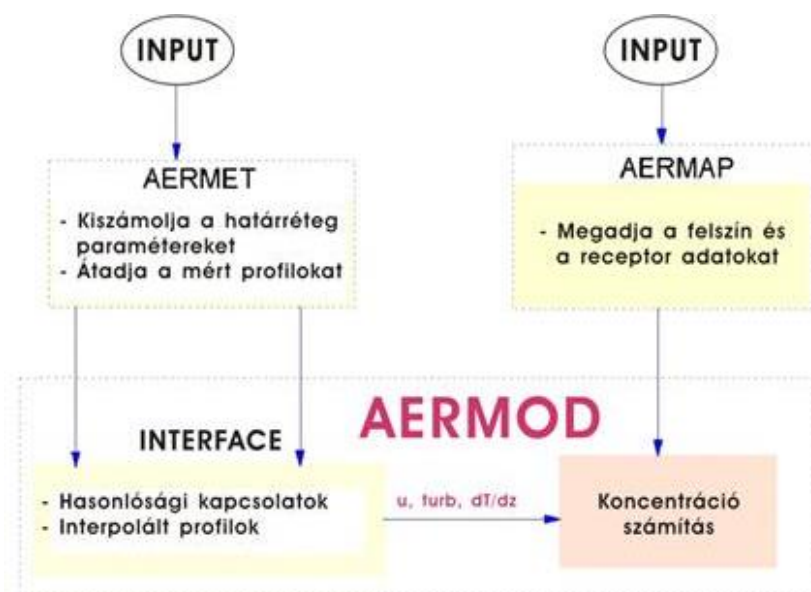 INPUT
INPUT
AERMET
- Kiszámolja a határréteg
paramétereket
- Átadja a mért profilokat
AERMAP
- Megadja a felszín és
a receptor adatokat
AERMOD
INTERFACE
- Hasonlósági kapcsolatok
- Interpolált profilok
u, turb, dT/dz
Koncentráció
számítás